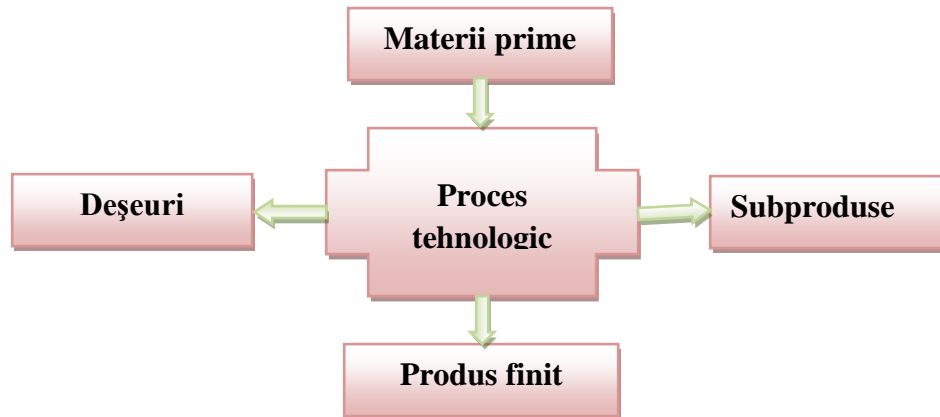 Materii prime
Deşeuri
Proces
tehnologic
Subproduse
Produs finit